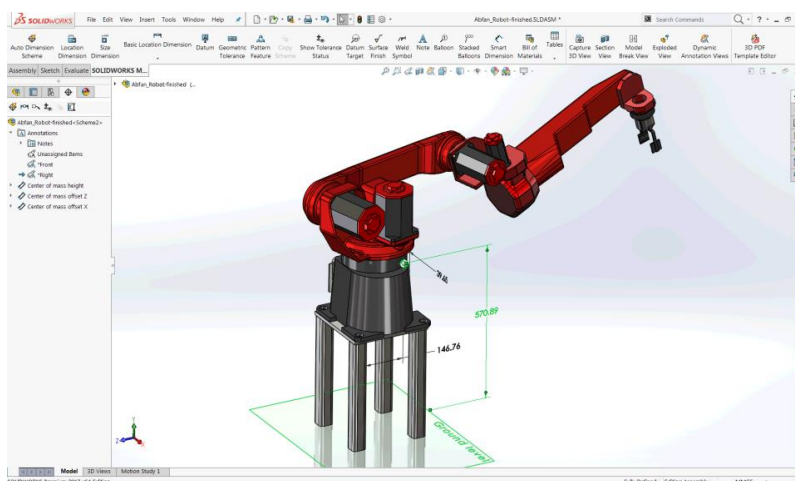 SOLIDWORKS File Edit View Insert Tools Window Help Abfan_Robot-finished.SLDASM * Search Commands
Auto Dimension Scheme
Location Dimension
Size Dimension
Basic Location Dimension
Datum
Geometric Tolerance
Pattern Feature
Copy Scheme
Show Tolerance Status
Datum Target
Surface Finish
Weld Symbol
Note
Balloon
Stacked Balloons
Smart Dimension
Bill of Materials
Tables
Capture 3D View
Section View
Model Break View
Exploded View
Dynamic Annotation Views
3D PDF Template Editor
Assembly Sketch Evaluate SOLIDWORKS M...
Abfan_Robot-finished (...
Abfan_Robot-finished<Scheme2>
Annotations
Notes
Unassigned Items
*Front
*Right
Center of mass height
Center of mass offset Z
Center of mass offset X
570.89
146.76
Ground level
Y
Z
X
Model 3D Views Motion Study 1